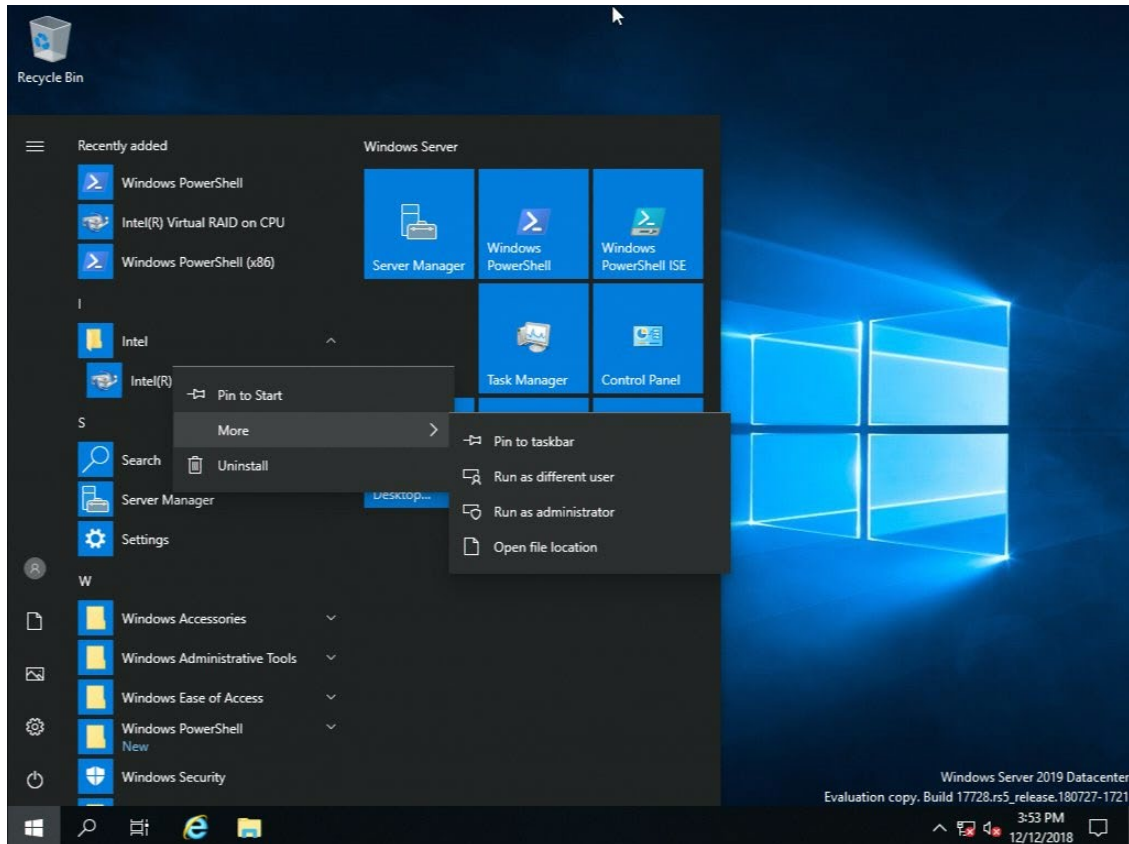 Recycle Bin
Recently added
Windows PowerShell
Intel(R) Virtual RAID on CPU
Windows PowerShell (x86)
I
Intel
Intel(R)
S
Search
Server Manager
Settings
W
Windows Accessories
Windows Administrative Tools
Windows Ease of Access
Windows PowerShell
New
Windows Security
Windows Server
Server Manager
Windows
PowerShell
Windows
PowerShell ISE
Task Manager
Control Panel
Desktop...
Pin to Start
More
Uninstall
Pin to taskbar
Run as different user
Run as administrator
Open file location
Windows Server 2019 Datacenter
Evaluation copy. Build 17728.rs5_release.180727-1721
3:53 PM
12/12/2018